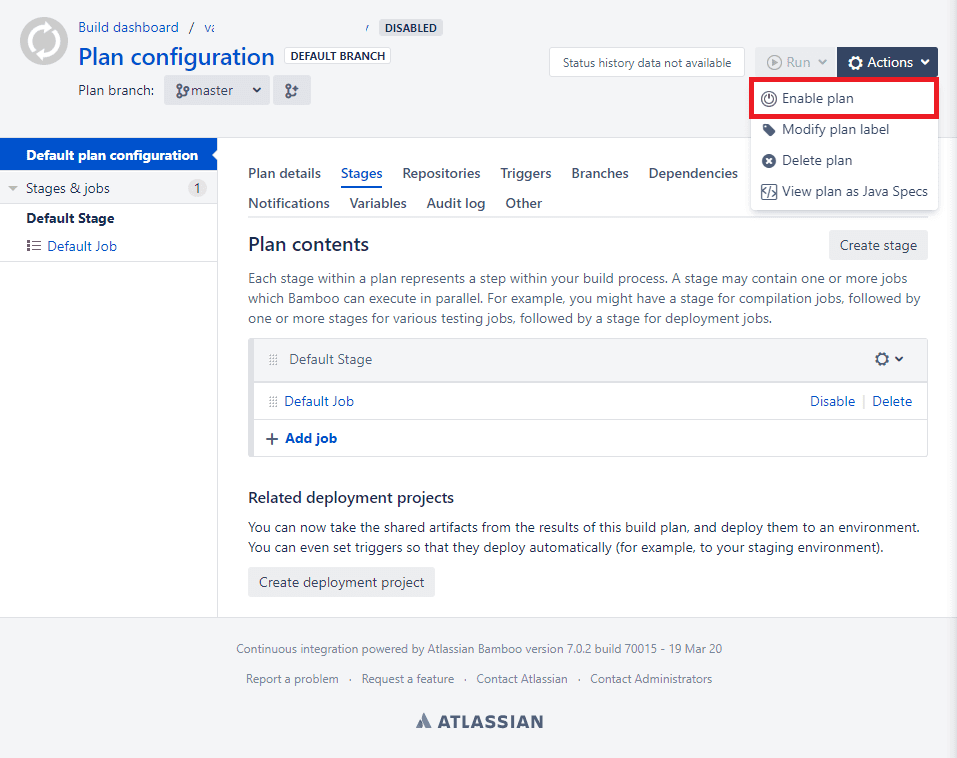 Build dashboard / va / DISABLED
Plan configuration DEFAULT BRANCH
Status history data not available
Run
Actions
Plan branch: master
Enable plan
Modify plan label
Delete plan
View plan as Java Specs
Default plan configuration
Stages & jobs 1
Default Stage
Default Job
Plan details Stages Repositories Triggers Branches Dependencies
Notifications Variables Audit log Other
Plan contents
Create stage
Each stage within a plan represents a step within your build process. A stage may contain one or more jobs
which Bamboo can execute in parallel. For example, you might have a stage for compilation jobs, followed by
one or more stages for various testing jobs, followed by a stage for deployment jobs.
Default Stage
Default Job Disable Delete
Add job
Related deployment projects
You can now take the shared artifacts from the results of this build plan, and deploy them to an environment.
You can even set triggers so that they deploy automatically (for example, to your staging environment).
Create deployment project
Continuous integration powered by Atlassian Bamboo version 7.0.2 build 70015 - 19 Mar 20
Report a problem · Request a feature · Contact Atlassian · Contact Administrators
ATLASSIAN